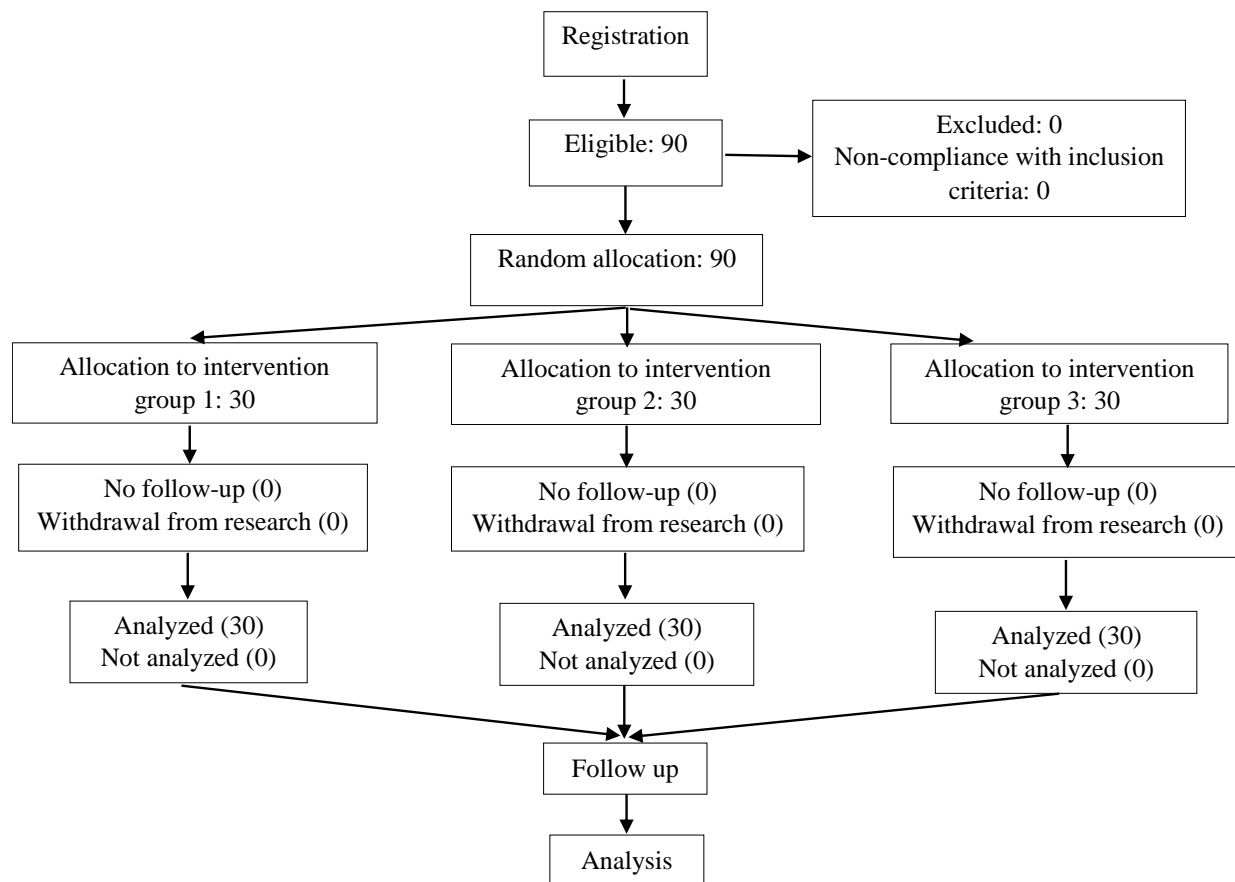 Registration
Eligible: 90
Excluded: 0
Non-compliance with inclusion
criteria: 0
Random allocation: 90
Allocation to intervention
group 1: 30
Allocation to intervention
group 2: 30
Allocation to intervention
group 3: 30
No follow-up (0)
Withdrawal from research (0)
No follow-up (0)
Withdrawal from research (0)
No follow-up (0)
Withdrawal from research (0)
Analyzed (30)
Not analyzed (0)
Analyzed (30)
Not analyzed (0)
Analyzed (30)
Not analyzed (0)
Follow up
Analysis